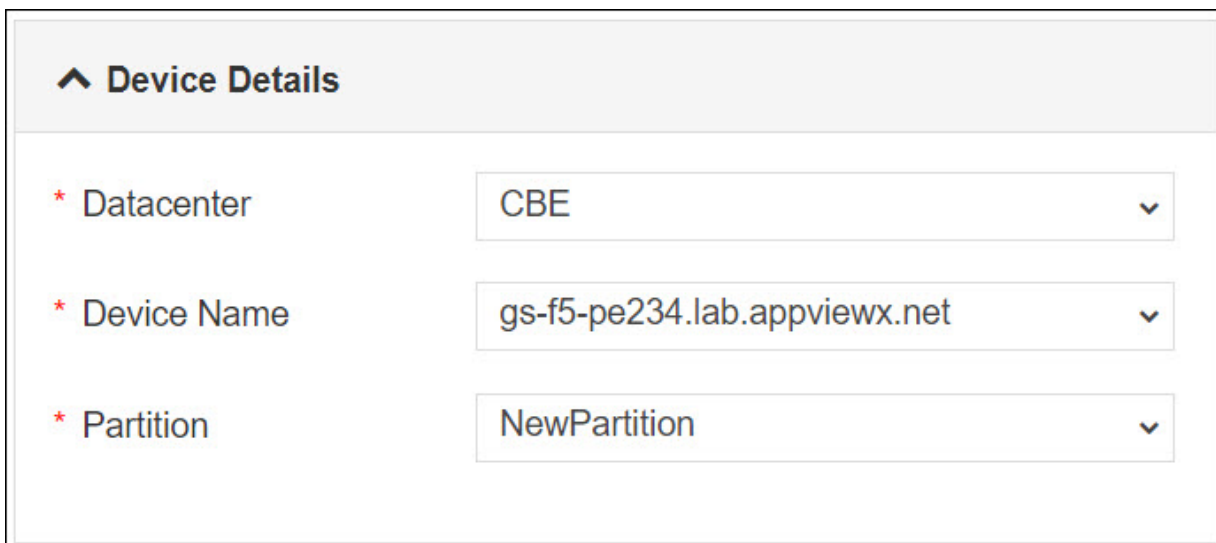 Device Details
* Datacenter CBE
* Device Name gs-f5-pe234.lab.appviewx.net
* Partition NewPartition